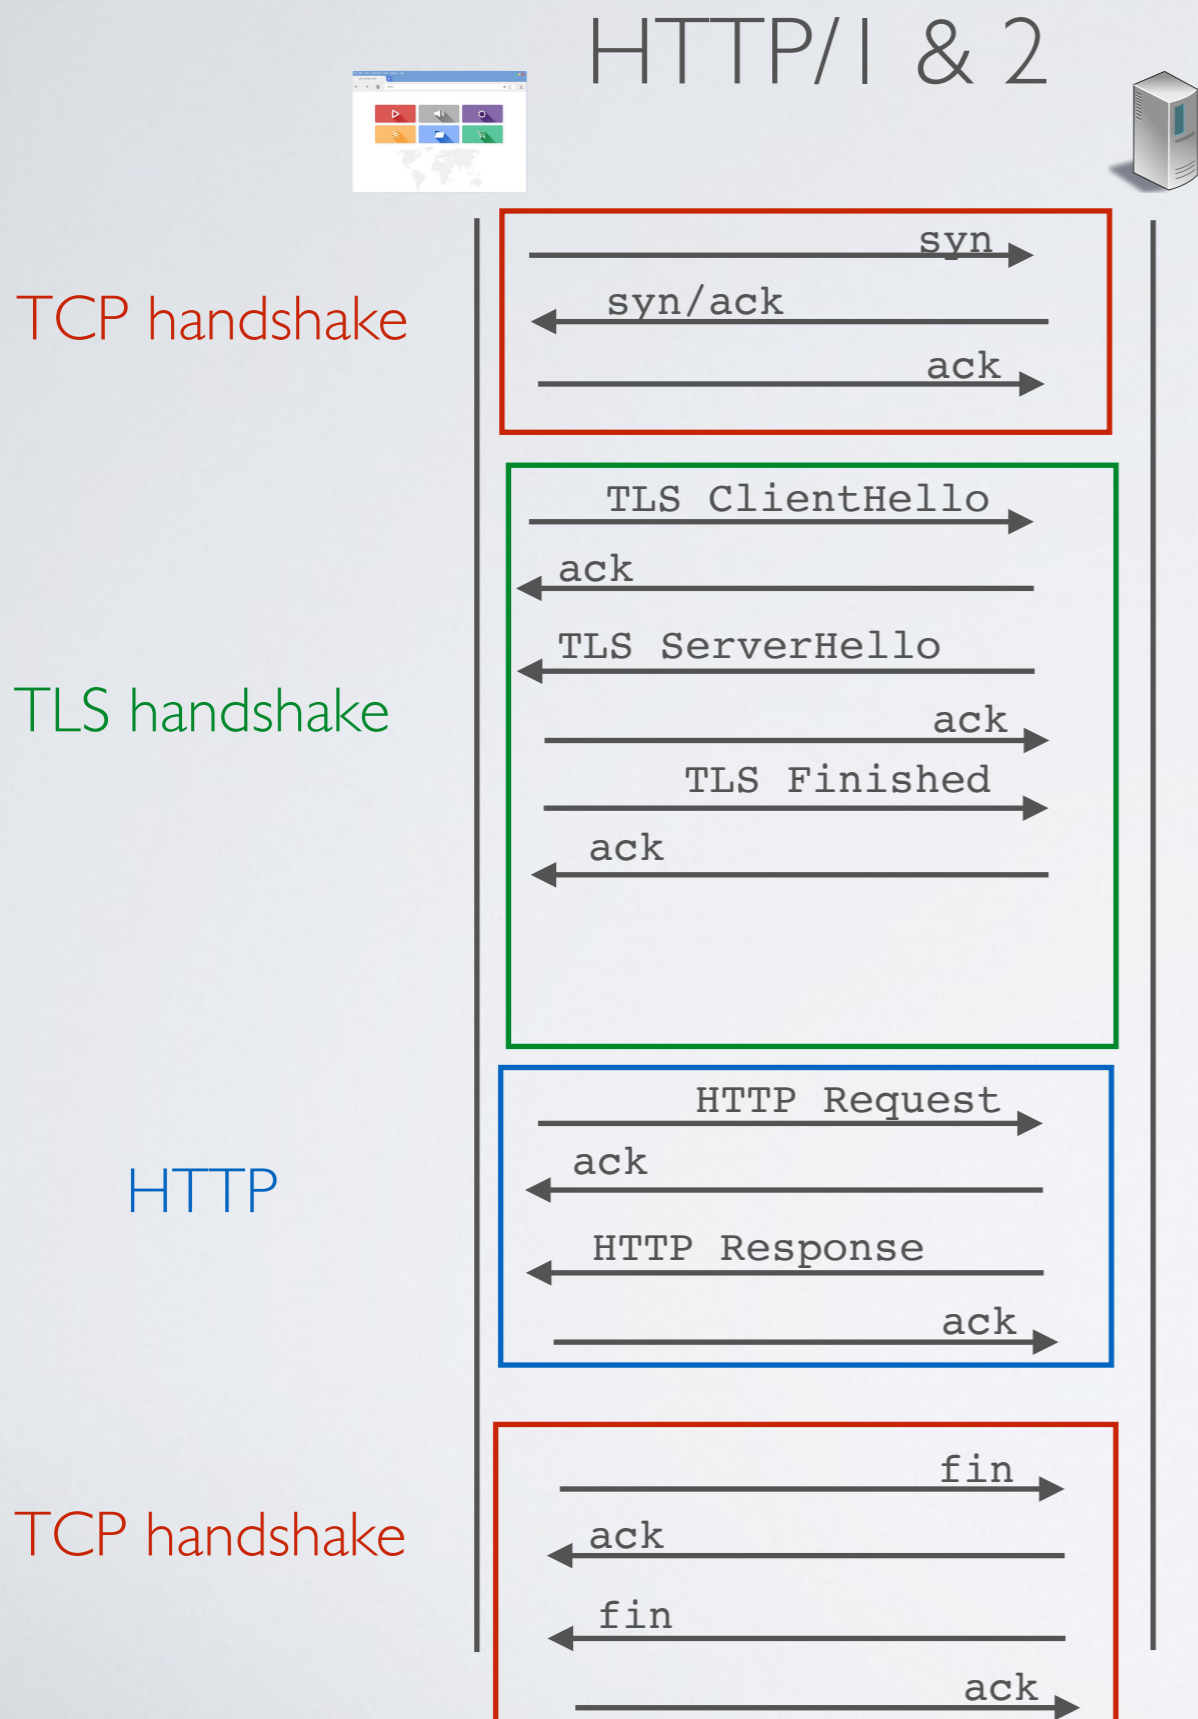 HTTP/1 & 2
syn
syn/ack
TCP handshake
ack
TLS ClientHello
ack
TLS ServerHello
TLS handshake
ack
TLS Finished
ack
HTTP Request
ack
HTTP
HTTP Response
ack
fin
TCP handshake
ack
fin
ack